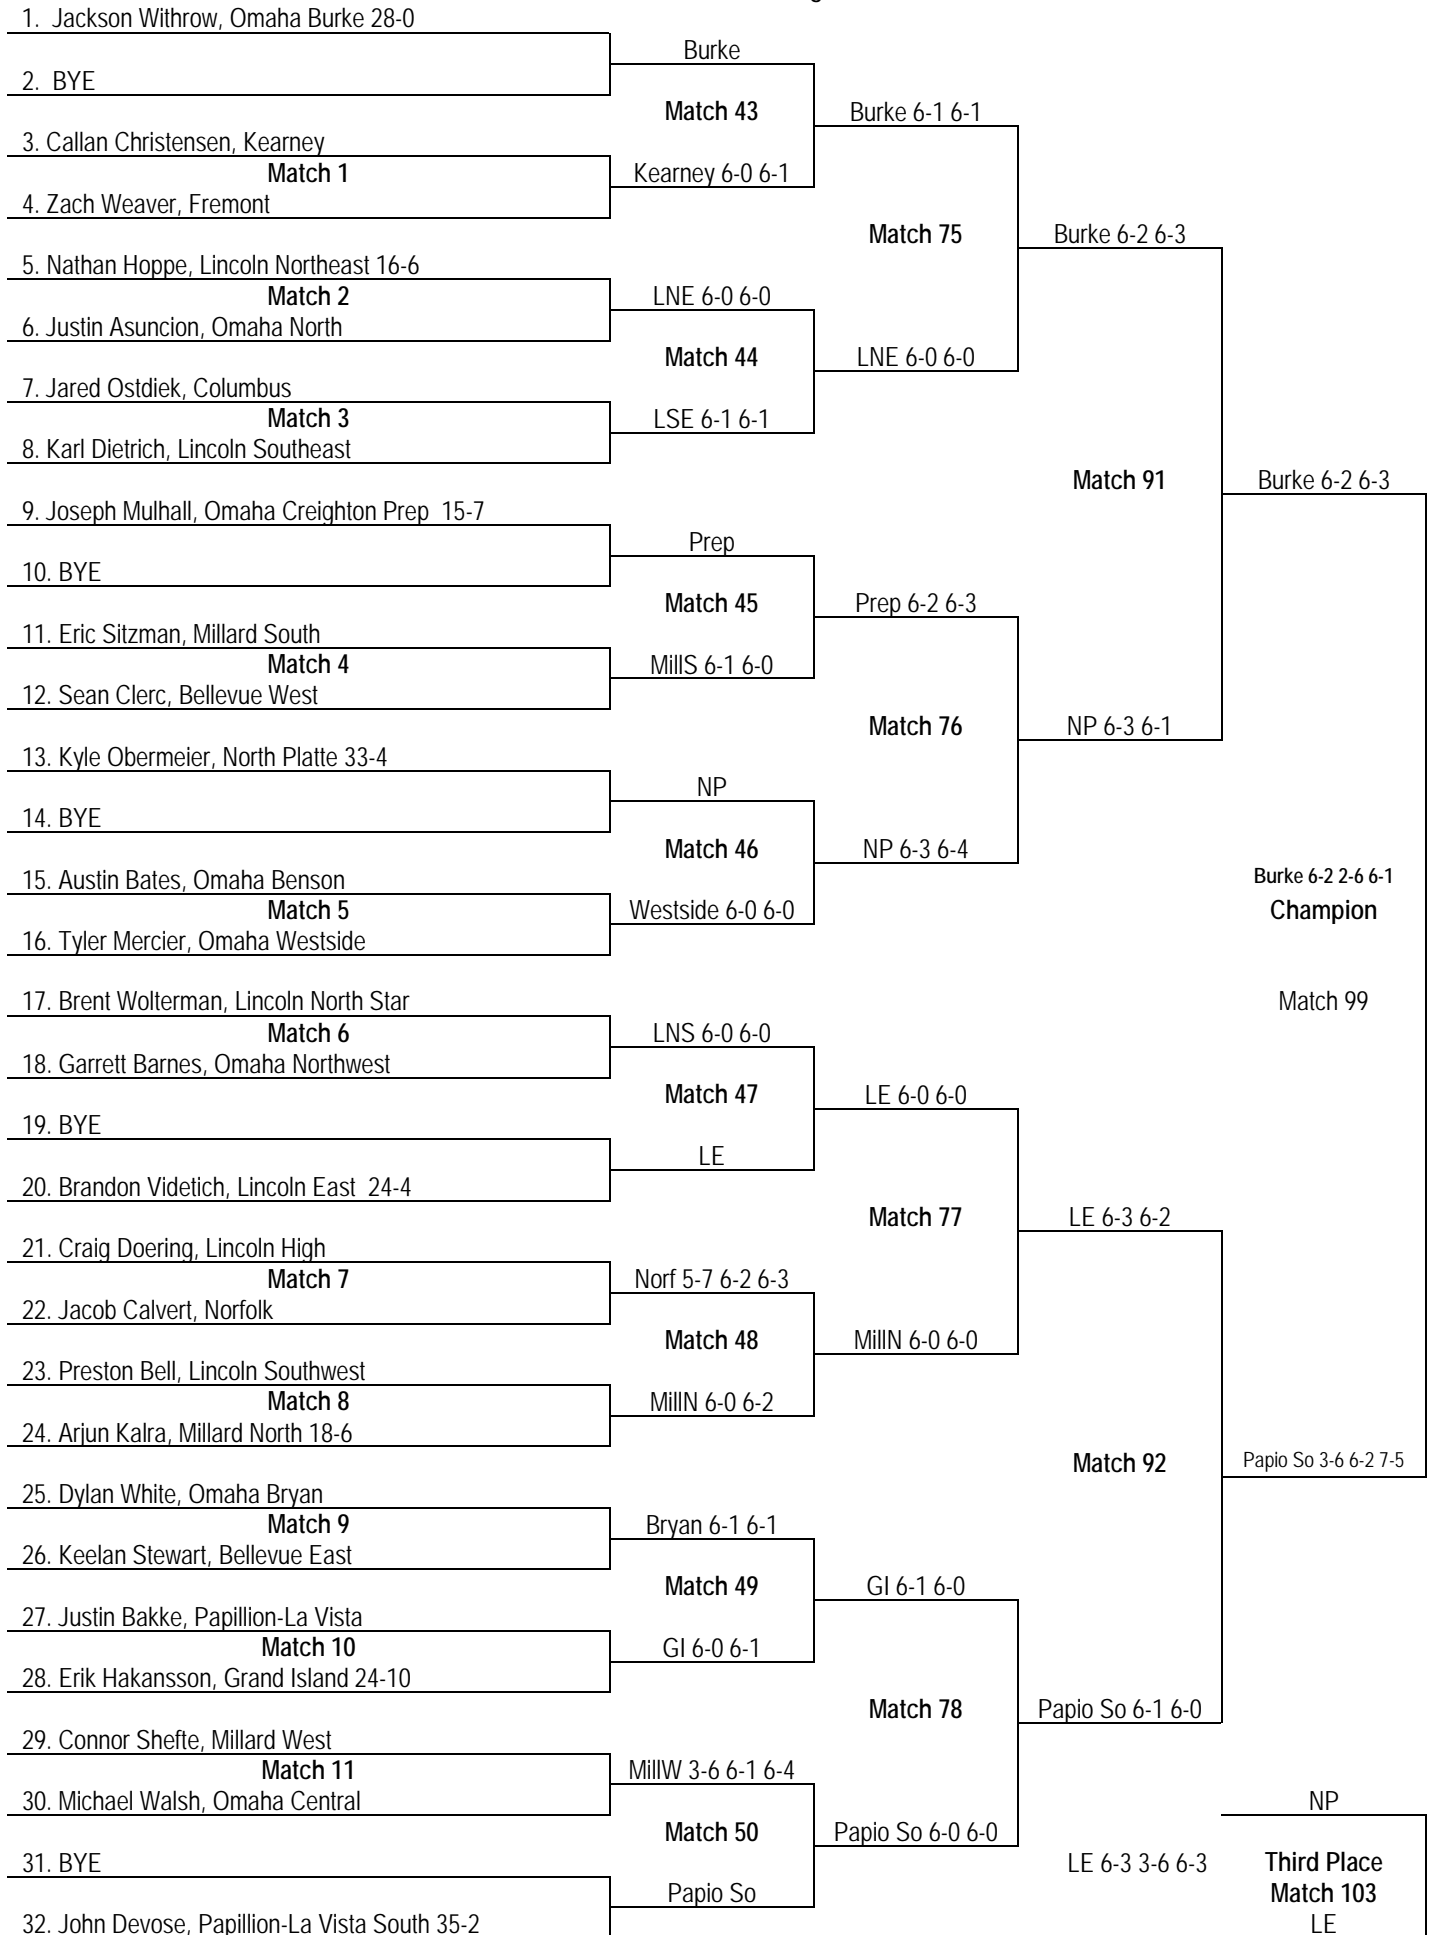 1. Jackson Withrow, Omaha Burke 28-0
Burke
2. BYE
Match 43
Burke 6-1 6-1
3. Callan Christensen, Kearney
Match 1
Kearney 6-0 6-1
4. Zach Weaver, Fremont
Match 75
Burke 6-2 6-3
5. Nathan Hoppe, Lincoln Northeast 16-6
Match 2
LNE 6-0 6-0
6. Justin Asuncion, Omaha North
Match 44
LNE 6-0 6-0
7. Jared Ostdiek, Columbus
Match 3
LSE 6-1 6-1
8. Karl Dietrich, Lincoln Southeast
Match 91
Burke 6-2 6-3
9. Joseph Mulhall, Omaha Creighton Prep 15-7
Prep
10. BYE
Match 45
Prep 6-2 6-3
11. Eric Sitzman, Millard South
Match 4
MillS 6-1 6-0
12. Sean Clerc, Bellevue West
Match 76
NP 6-3 6-1
13. Kyle Obermeier, North Platte 33-4
NP
14. BYE
Match 46
NP 6-3 6-4
15. Austin Bates, Omaha Benson
Burke 6-2 2-6 6-1
Match 5
Westside 6-0 6-0
Champion
16. Tyler Mercier, Omaha Westside
17. Brent Wolterman, Lincoln North Star
Match 99
Match 6
LNS 6-0 6-0
18. Garrett Barnes, Omaha Northwest
Match 47
LE 6-0 6-0
19. BYE
LE
20. Brandon Videtich, Lincoln East 24-4
Match 77
LE 6-3 6-2
21. Craig Doering, Lincoln High
Match 7
Norf 5-7 6-2 6-3
22. Jacob Calvert, Norfolk
Match 48
MillN 6-0 6-0
23. Preston Bell, Lincoln Southwest
Match 8
MillN 6-0 6-2
24. Arjun Kalra, Millard North 18-6
Match 92
Papio So 3-6 6-2 7-5
25. Dylan White, Omaha Bryan
Match 9
Bryan 6-1 6-1
26. Keelan Stewart, Bellevue East
Match 49
GI 6-1 6-0
27. Justin Bakke, Papillion-La Vista
Match 10
GI 6-0 6-1
28. Erik Hakansson, Grand Island 24-10
Match 78
Papio So 6-1 6-0
29. Connor Shefte, Millard West
Match 11
MillW 3-6 6-1 6-4
30. Michael Walsh, Omaha Central
NP
Match 50
Papio So 6-0 6-0
31. BYE
LE 6-3 3-6 6-3
Third Place
Papio So
Match 103
32. John Devose, Papillion-La Vista South 35-2
LE